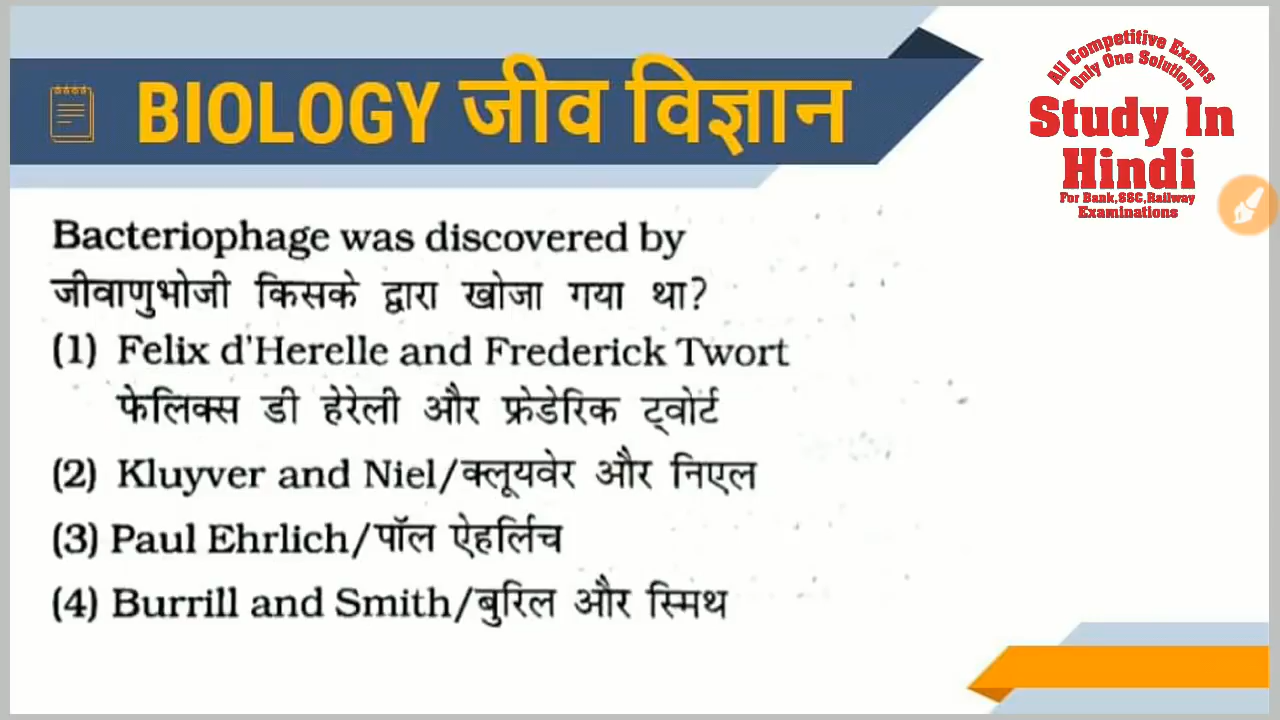 BIOLOGY जीव विज्ञान
All Competitive Exams
Only One Solution
Study In
Hindi
For Bank,SSC,Railway
Examinations
Bacteriophage was discovered by
जीवाणुभोजी किसके द्वारा खोजा गया था?
(1) Felix d'Herelle and Frederick Twort
फेलिक्स डी हेरेली और फ्रेडेरिक ट्वोर्ट
(2) Kluyver and Niel/क्लूयवेर और निएल
(3) Paul Ehrlich/पॉल ऐहर्लिच
(4) Burrill and Smith/बुरिल और स्मिथ